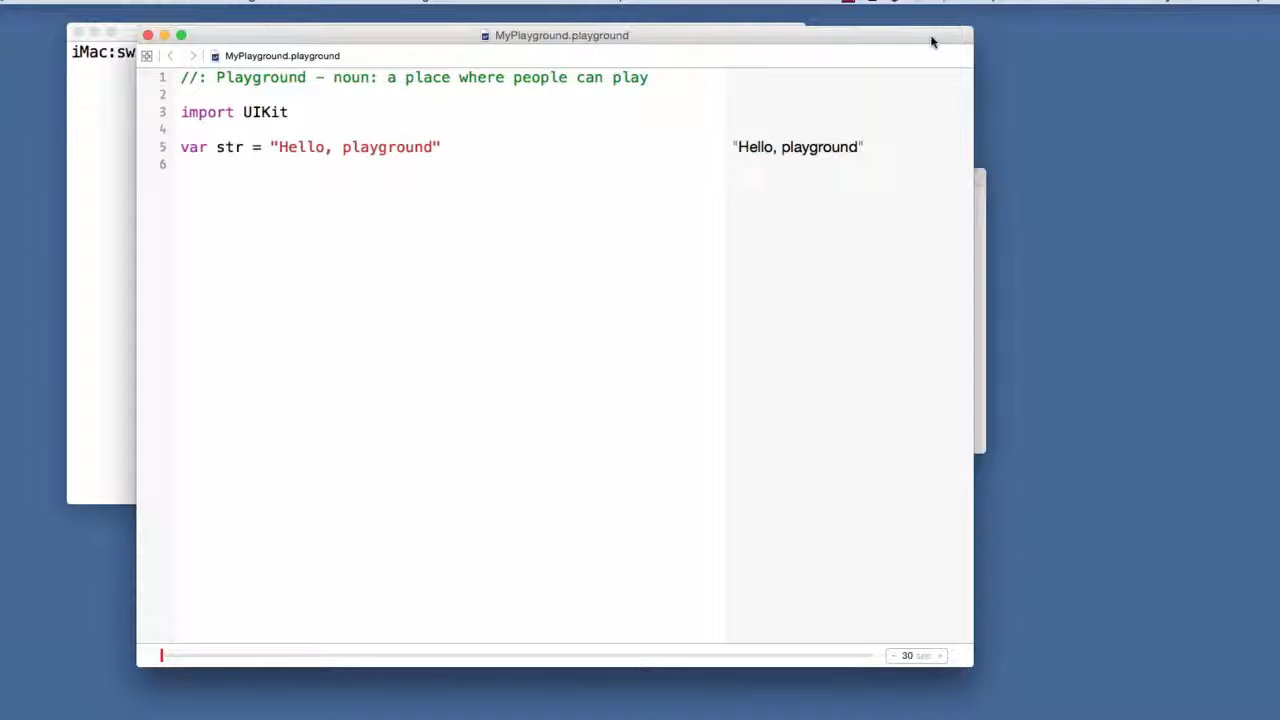 MyPlayground.playground
iMac:sw
MyPlayground.playground
1 //: Playground – noun: a place where people can play
2
3 import UIKit
4
5 var str = "Hello, playground" "Hello, playground"
6
- 30 sec +